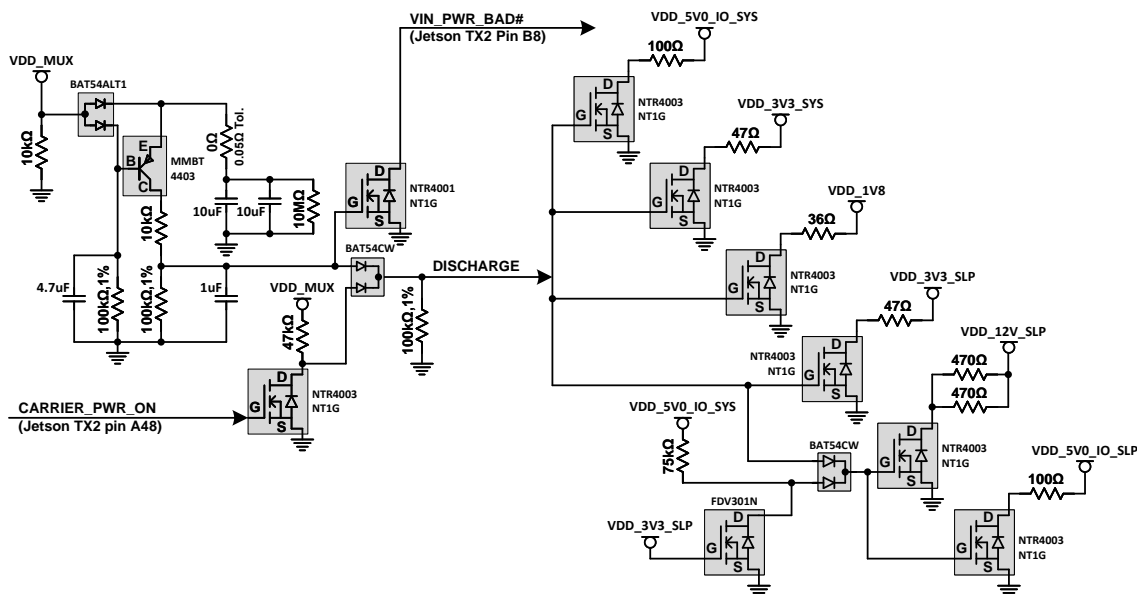 VIN_PWR_BAD#
(Jetson TX2 Pin B8)
VDD_5V0_IO_SYS
100Ω
D
G
S
NTR4003
NT1G
VDD_MUX
BAT54ALT1
10kΩ
E
B
C
MMBT
4403
0Ω
0.05Ω Tol.
10uF
10uF
10MΩ
10kΩ
4.7uF
100kΩ,1%
100kΩ,1%
1uF
D
G
S
NTR4001
NT1G
BAT54CW
DISCHARGE
100kΩ,1%
VDD_MUX
47kΩ
D
G
S
NTR4003
NT1G
CARRIER_PWR_ON
(Jetson TX2 pin A48)
VDD_3V3_SYS
47Ω
D
G
S
NTR4003
NT1G
VDD_1V8
36Ω
D
G
S
NTR4003
NT1G
VDD_3V3_SLP
47Ω
D
G
S
NTR4003
NT1G
VDD_12V_SLP
470Ω
470Ω
D
G
S
NTR4003
NT1G
VDD_5V0_IO_SYS
75kΩ
BAT54CW
FDV301N
D
G
S
VDD_3V3_SLP
VDD_5V0_IO_SLP
100Ω
D
G
S
NTR4003
NT1G